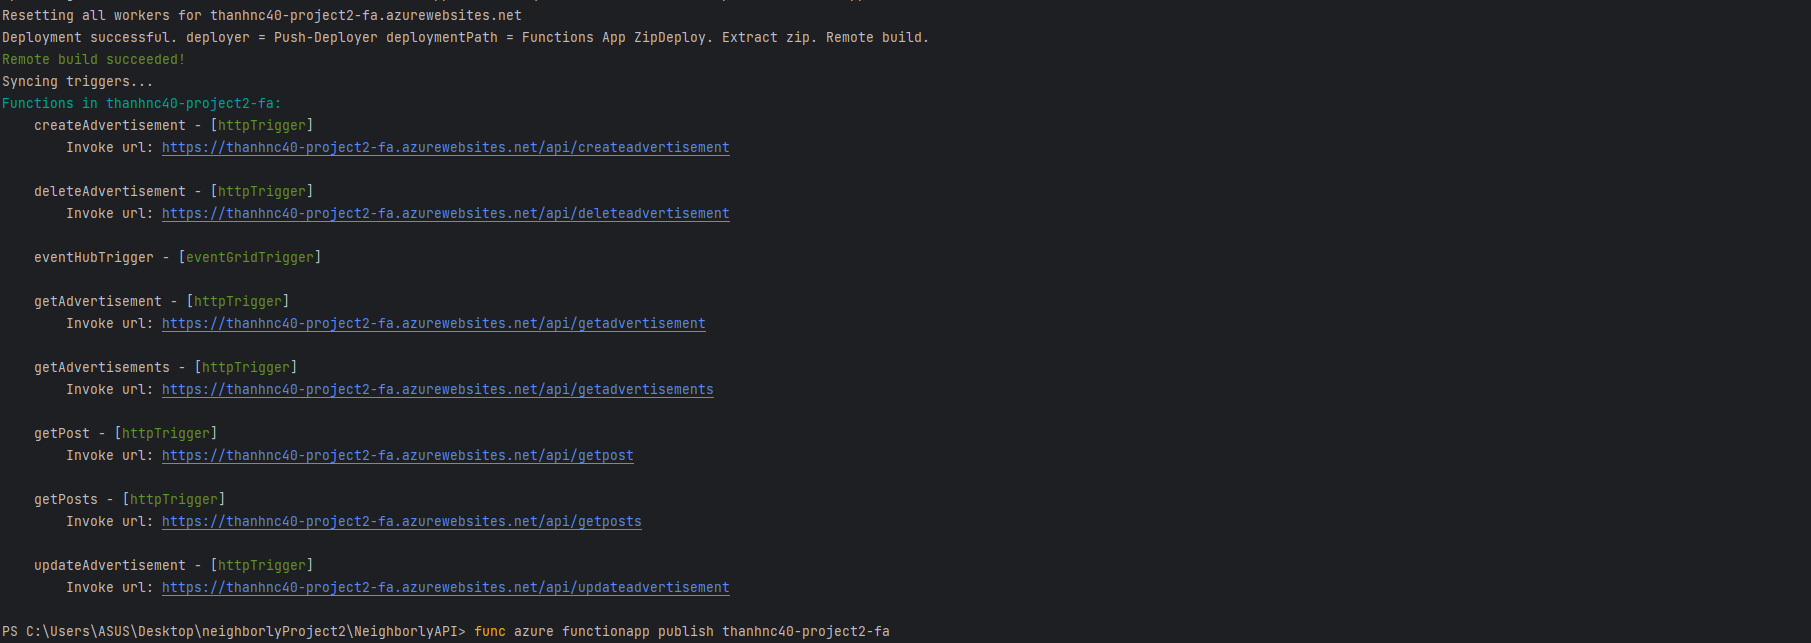 Resetting all workers for thanhnc40-project2-fa.azurewebsites.net
Deployment successful. deployer = Push-Deployer deploymentPath = Functions App ZipDeploy. Extract zip. Remote build.
Remote build succeeded!
Syncing triggers...
Functions in thanhnc40-project2-fa:
    createAdvertisement - [httpTrigger]
        Invoke url: https://thanhnc40-project2-fa.azurewebsites.net/api/createadvertisement
    deleteAdvertisement - [httpTrigger]
        Invoke url: https://thanhnc40-project2-fa.azurewebsites.net/api/deleteadvertisement
    eventHubTrigger - [eventGridTrigger]
    getAdvertisement - [httpTrigger]
        Invoke url: https://thanhnc40-project2-fa.azurewebsites.net/api/getadvertisement
    getAdvertisements - [httpTrigger]
        Invoke url: https://thanhnc40-project2-fa.azurewebsites.net/api/getadvertisements
    getPost - [httpTrigger]
        Invoke url: https://thanhnc40-project2-fa.azurewebsites.net/api/getpost
    getPosts - [httpTrigger]
        Invoke url: https://thanhnc40-project2-fa.azurewebsites.net/api/getposts
    updateAdvertisement - [httpTrigger]
        Invoke url: https://thanhnc40-project2-fa.azurewebsites.net/api/updateadvertisement
PS C:\Users\ASUS\Desktop\neighborlyProject2\NeighborlyAPI> func azure functionapp publish thanhnc40-project2-fa